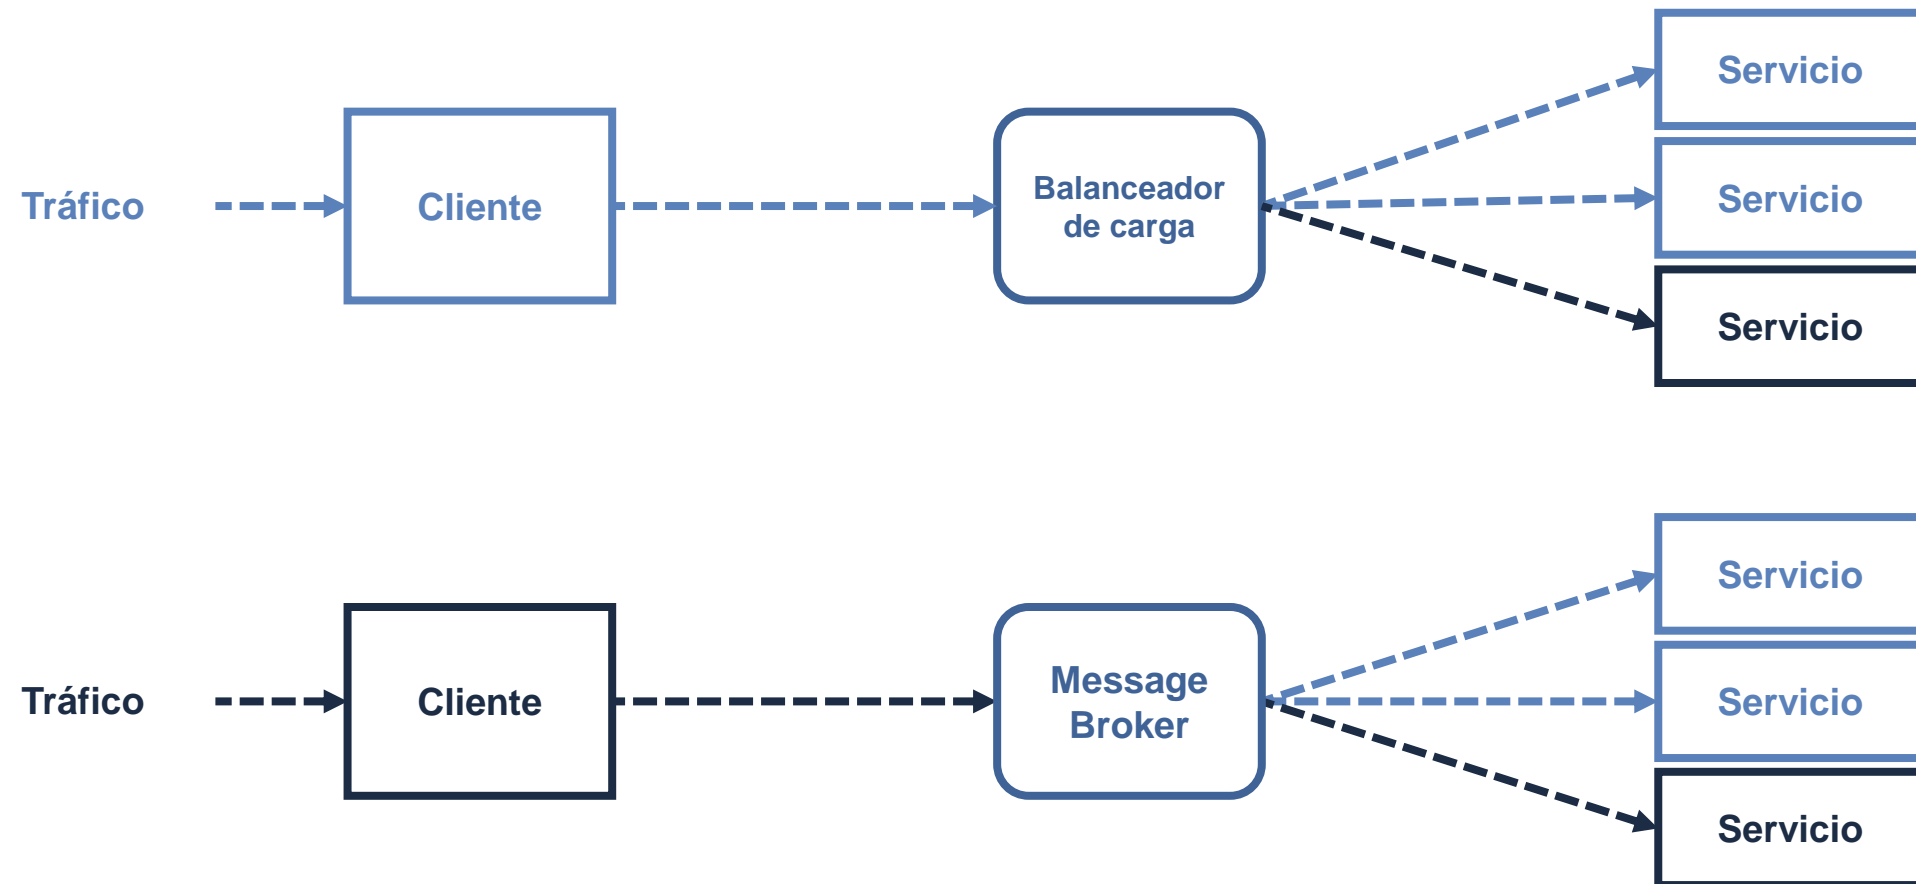 Servicio
Tráfico
Cliente
Balanceador
de carga
Servicio
Servicio
Servicio
Tráfico
Cliente
Message
Broker
Servicio
Servicio